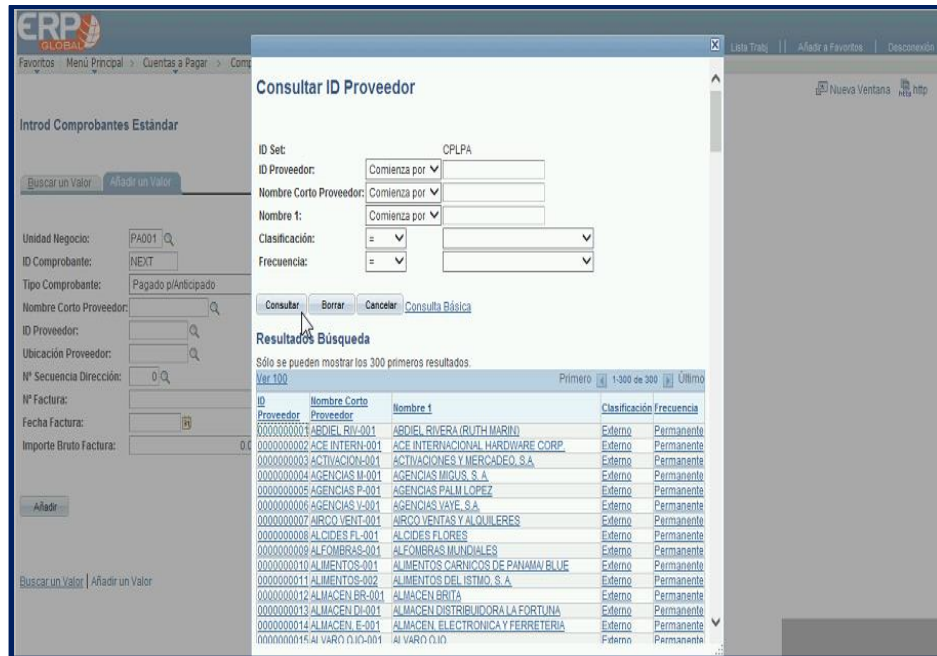 ERP
GLOBAL
Lista Trabj | Añadir a Favoritos | Desconexión
Favoritos Menú Principal > Cuentas a Pagar > Comp
Nueva Ventana http
Introd Comprobantes Estándar
Buscar un Valor Añadir un Valor
Unidad Negocio: PA001
ID Comprobante: NEXT
Tipo Comprobante: Pagado p/Anticipado
Nombre Corto Proveedor:
ID Proveedor:
Ubicación Proveedor:
Nº Secuencia Dirección: 0
Nº Factura:
Fecha Factura:
Importe Bruto Factura: 0.0
Añadir
Buscar un Valor | Añadir un Valor
Consultar ID Proveedor
ID Set: CPLPA
ID Proveedor: Comienza por
Nombre Corto Proveedor: Comienza por
Nombre 1: Comienza por
Clasificación: =
Frecuencia: =
Consultar Borrar Cancelar Consulta Básica
Resultados Búsqueda
Sólo se pueden mostrar los 300 primeros resultados.
Ver 100 Primero 1-300 de 300 Último
ID Proveedor Nombre Corto Proveedor Nombre 1 Clasificación Frecuencia
0000000001 ABDIEL RIV-001 ABDIEL RIVERA (RUTH MARIN) Externo Permanente
0000000002 ACE INTERN-001 ACE INTERNACIONAL HARDWARE CORP. Externo Permanente
0000000003 ACTIVACION-001 ACTIVACIONES Y MERCADEO, S.A. Externo Permanente
0000000004 AGENCIAS M-001 AGENCIAS MIGUS, S. A. Externo Permanente
0000000005 AGENCIAS P-001 AGENCIAS PALM LOPEZ Externo Permanente
0000000006 AGENCIAS V-001 AGENCIAS VAYE, S.A. Externo Permanente
0000000007 AIRCO VENT-001 AIRCO VENTAS Y ALQUILERES Externo Permanente
0000000008 ALCIDES FL-001 ALCIDES FLORES Externo Permanente
0000000009 ALFOMBRAS-001 ALFOMBRAS MUNDIALES Externo Permanente
0000000010 ALIMENTOS-001 ALIMENTOS CARNICOS DE PANAMA/ BLUE Externo Permanente
0000000011 ALIMENTOS-002 ALIMENTOS DEL ISTMO, S. A. Externo Permanente
0000000012 ALMACEN BR-001 ALMACEN BRITA Externo Permanente
0000000013 ALMACEN DI-001 ALMACEN DISTRIBUIDORA LA FORTUNA Externo Permanente
0000000014 ALMACEN, E-001 ALMACEN, ELECTRONICA Y FERRETERIA Externo Permanente
0000000015 ALVARO OJO-001 ALVARO OJO Externo Permanente